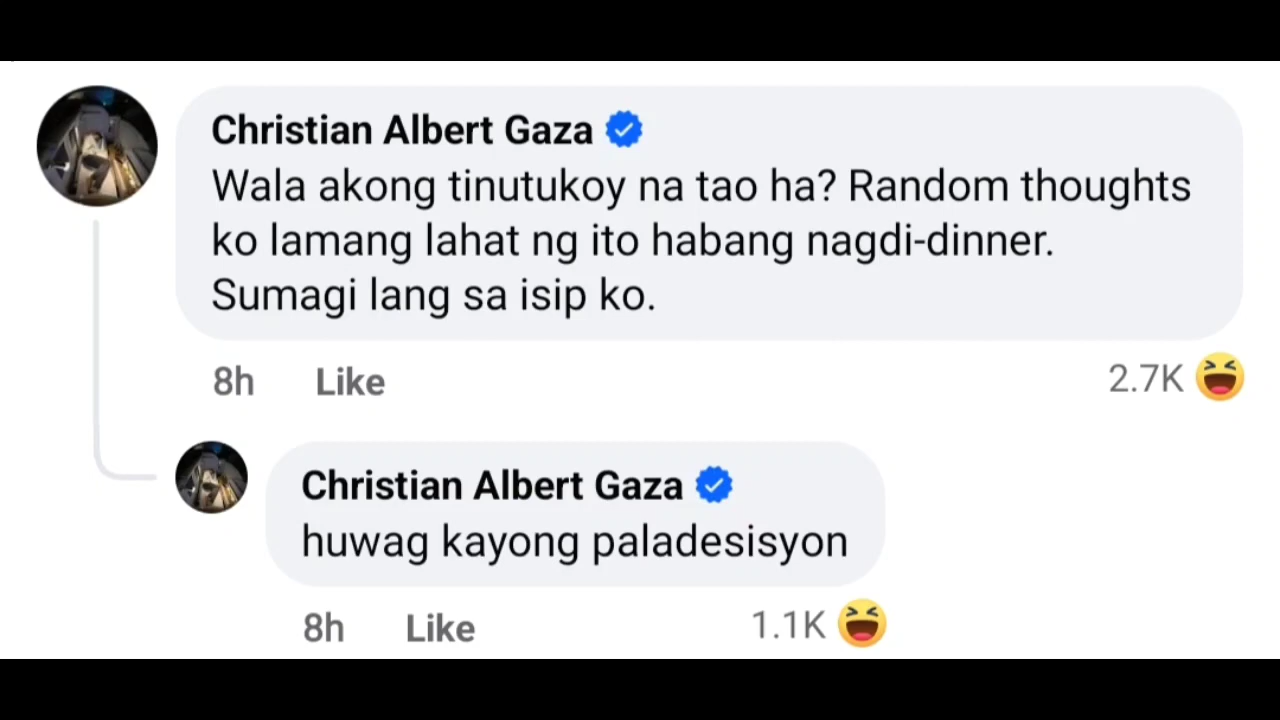 Christian Albert Gaza
Wala akong tinutukoy na tao ha? Random thoughts
ko lamang lahat ng ito habang nagdi-dinner.
Sumagi lang sa isip ko.
8h Like 2.7K
Christian Albert Gaza
huwag kayong paladesisyon
8h Like 1.1K